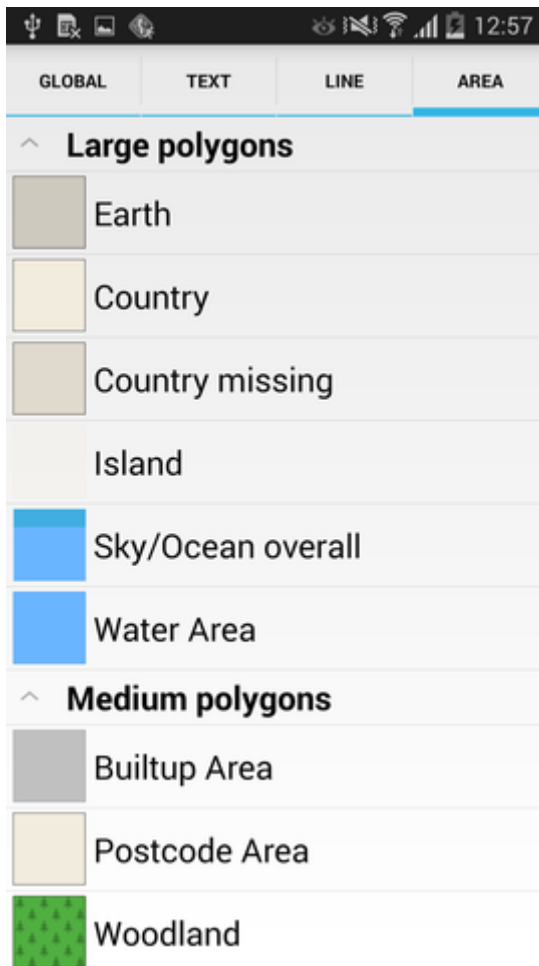 12:57
GLOBAL TEXT LINE AREA
Large polygons
Earth
Country
Country missing
Island
Sky/Ocean overall
Water Area
Medium polygons
Builtup Area
Postcode Area
Woodland